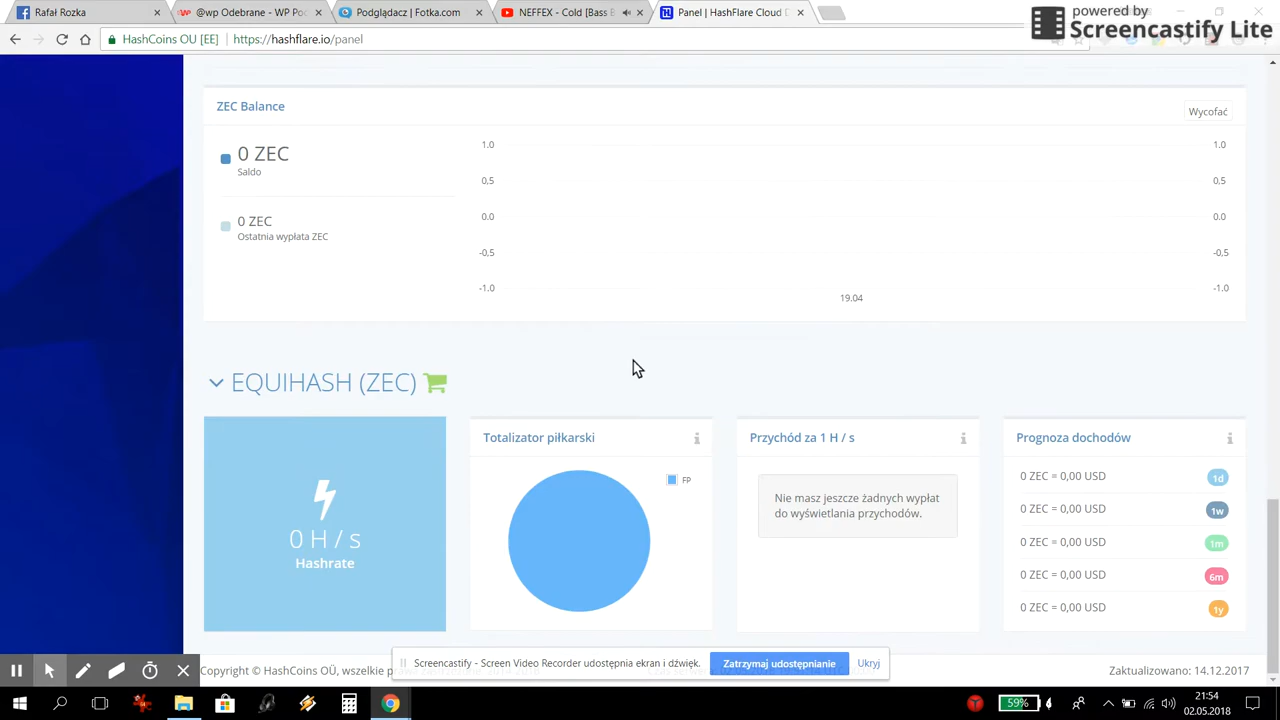 Rafał Rozka
@wp Odebrane - WP Poc
Podglądacz | Fotka.com
NEFFEX - Cold [Bass B
Panel | HashFlare Cloud
powered by
Screencastify Lite
HashCoins OU [EE]
https://hashflare.io/panel
ZEC Balance
Wycofać
0 ZEC
Saldo
0 ZEC
Ostatnia wypłata ZEC
1.0
0,5
0.0
-0,5
-1.0
1.0
0,5
0.0
-0,5
-1.0
19.04
EQUIHASH (ZEC)
0 H / s
Hashrate
Totalizator piłkarski
FP
Przychód za 1 H / s
Nie masz jeszcze żadnych wypłat
do wyświetlania przychodów.
Prognoza dochodów
0 ZEC = 0,00 USD 1d
0 ZEC = 0,00 USD 1w
0 ZEC = 0,00 USD 1m
0 ZEC = 0,00 USD 6m
0 ZEC = 0,00 USD 1y
Copyright © HashCoins OÜ, wszelkie
Screencastify - Screen Video Recorder udostępnia ekran i dźwięk.
Zatrzymaj udostępnianie
Ukryj
Zaktualizowano: 14.12.2017
59%
21:54
02.05.2018